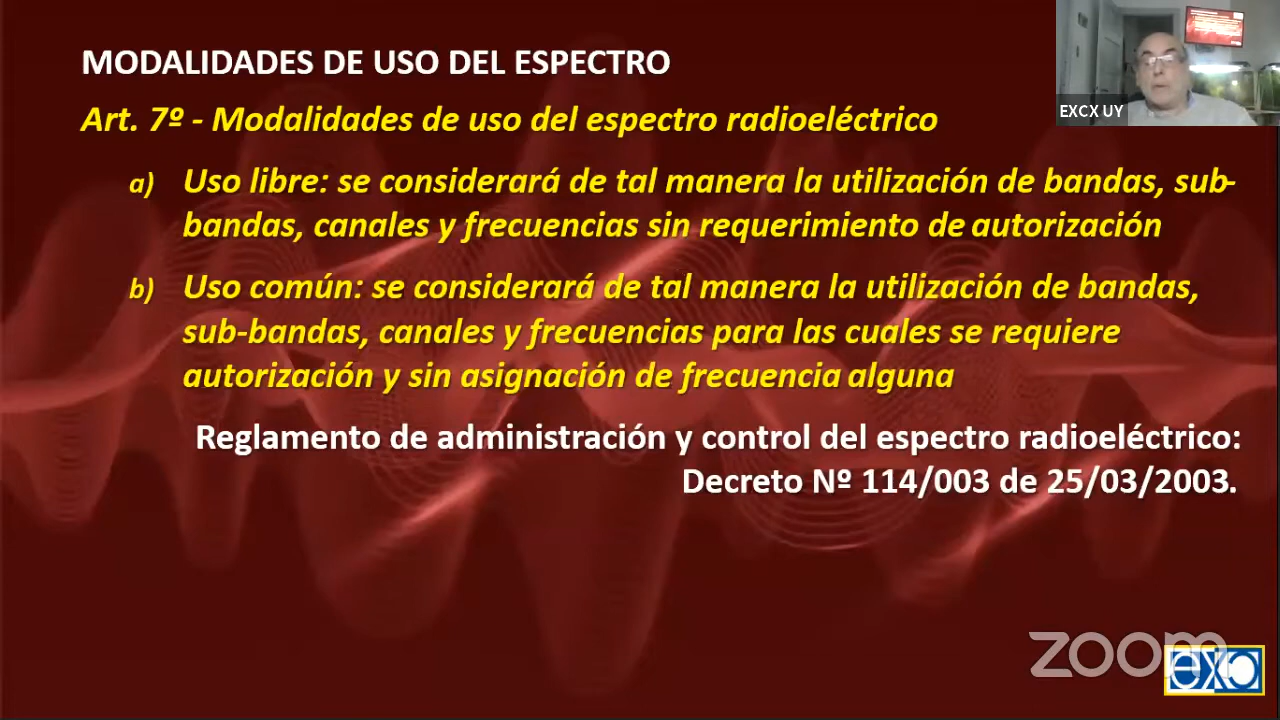 MODALIDADES DE USO DEL ESPECTRO
Art. 7º - Modalidades de uso del espectro radioeléctrico
EXCX UY
a) Uso libre: se considerará de tal manera la utilización de bandas, sub-
bandas, canales y frecuencias sin requerimiento de autorización
b) Uso común: se considerará de tal manera la utilización de bandas,
sub-bandas, canales y frecuencias para las cuales se requiere
autorización y sin asignación de frecuencia alguna
Reglamento de administración y control del espectro radioeléctrico:
Decreto Nº 114/003 de 25/03/2003.
zoom